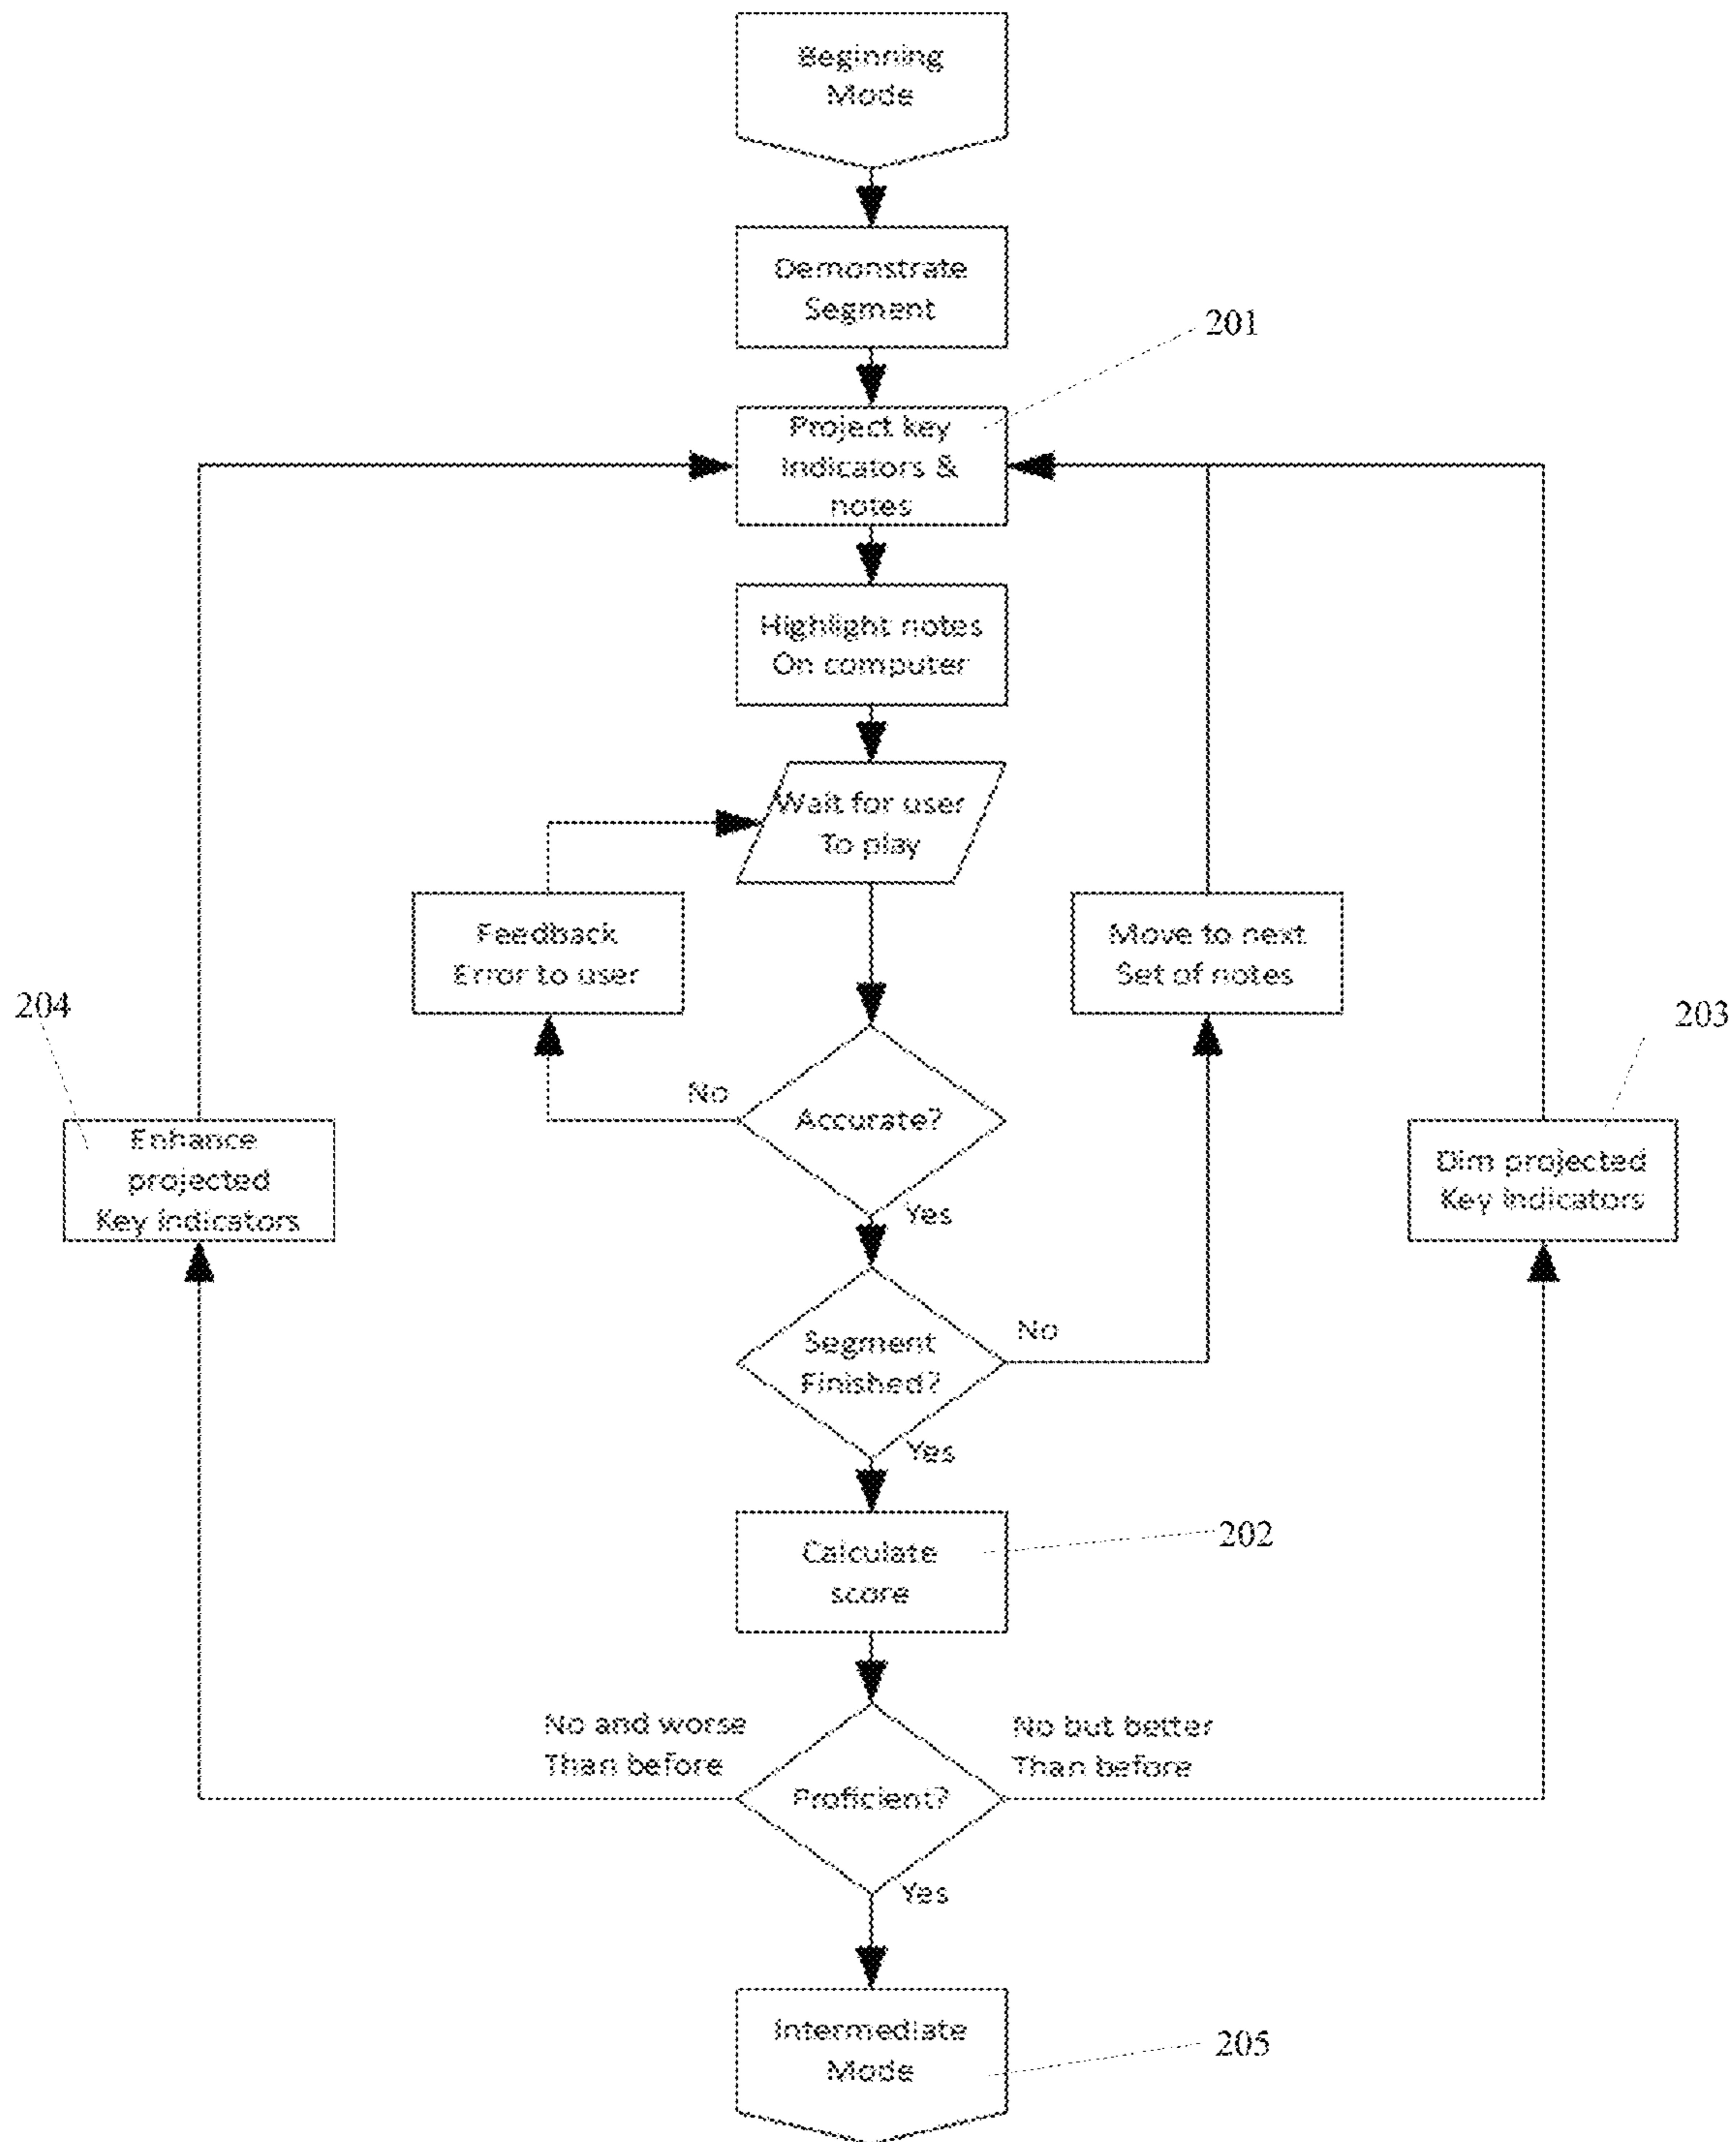 Beginning
Mode
Demonstrate
Segment
201
Project key
Indicators &
notes
Highlight notes
On computer
Wait for user
To play
Feedback
Error to user
Move to next
Set of notes
204
203
No
Accurate?
Enhance
projected
Key indicators
Dim projected
Key indicators
Yes
Segment
Finished?
No
Yes
Calculate
score
202
No and worse
Than before
No but better
Than before
Proficient?
Yes
Intermediate
Mode
205